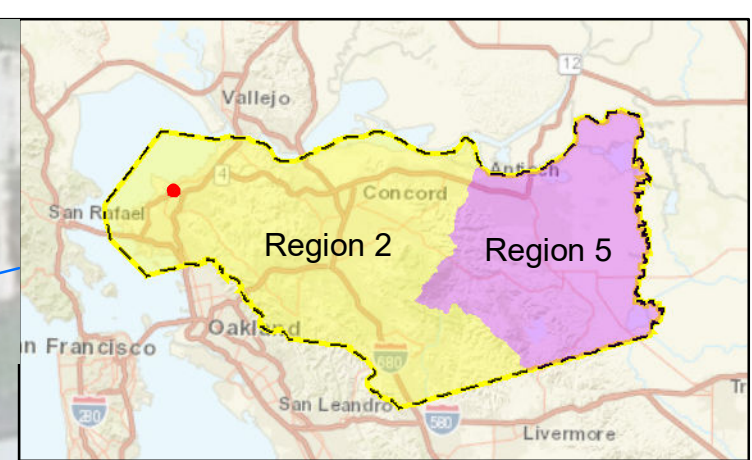 12
Vallejo
4
Antioch
Concord
San Rafael
Region 2
Region 5
Oakland
n Francisco
680
San Leandro
280
580
Tr
Livermore